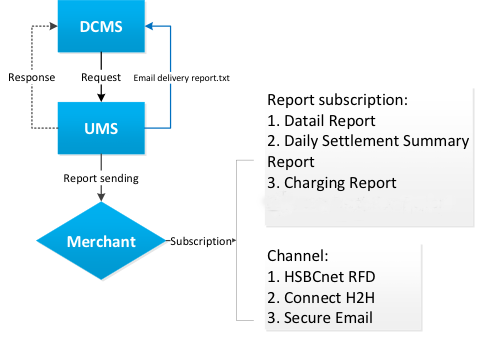 DCMS
Response
Request
Email delivery report.txt
UMS
Report sending
Merchant
Subscription
Report subscription:
1. Datail Report
2. Daily Settlement Summary
Report
3. Charging Report
Channel:
1. HSBCnet RFD
2. Connect H2H
3. Secure Email